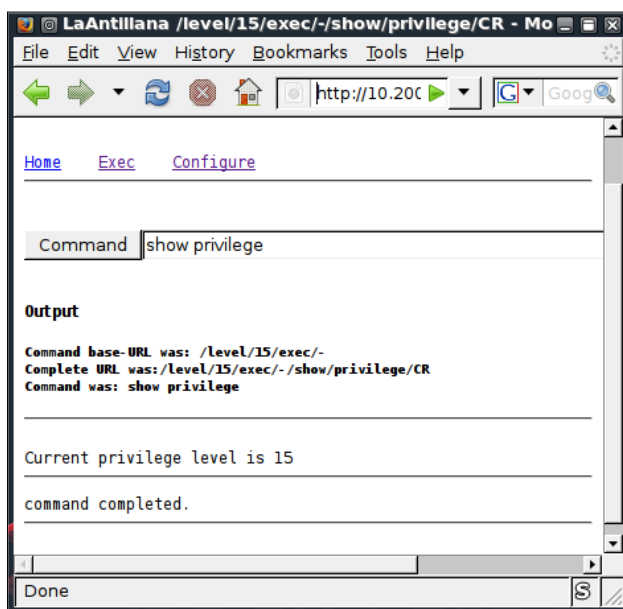 LaAntillana /level/15/exec/-/show/privilege/CR - Mo
File Edit View History Bookmarks Tools Help
http://10.200 G Goog
Home Exec Configure
Command show privilege
Output
Command base-URL was: /level/15/exec/-
Complete URL was:/level/15/exec/-/show/privilege/CR
Command was: show privilege
Current privilege level is 15
command completed.
Done S